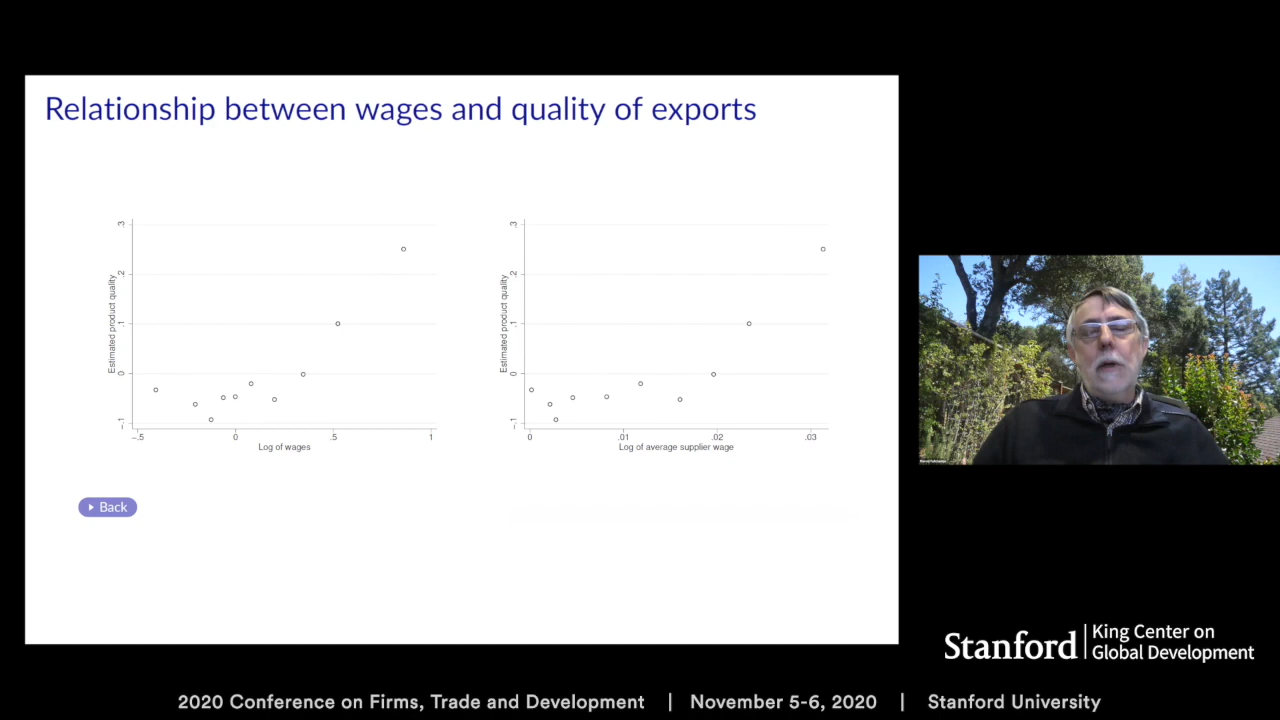 Relationship between wages and quality of exports
Estimated product quality
.3
.2
.1
0
-.1
-.5
0
.5
1
Log of wages
Estimated product quality
.3
.2
.1
0
-.1
0
.01
.02
.03
Log of average supplier wage
Back
Stanford
King Center on
Global Development
2020 Conference on Firms, Trade and Development | November 5-6, 2020 | Stanford University